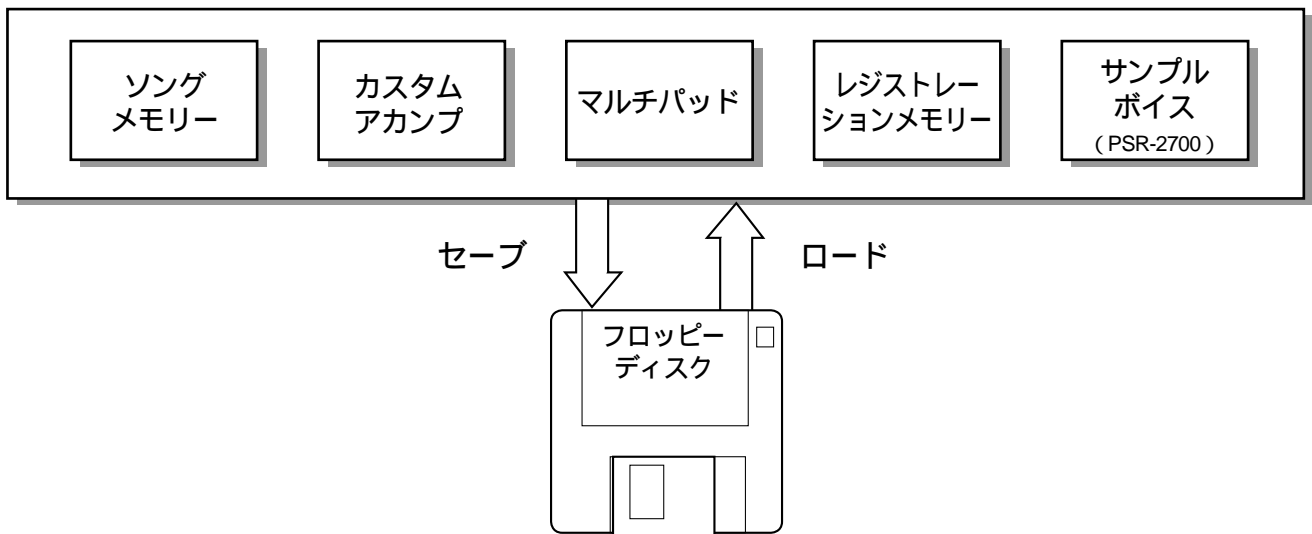 ソング
メモリー
カスタム
アカンプ
マルチパッド
レジストレー
ションメモリー
サンプル
ボイス
（PSR-2700）
セーブ
ロード
フロッピー
ディスク